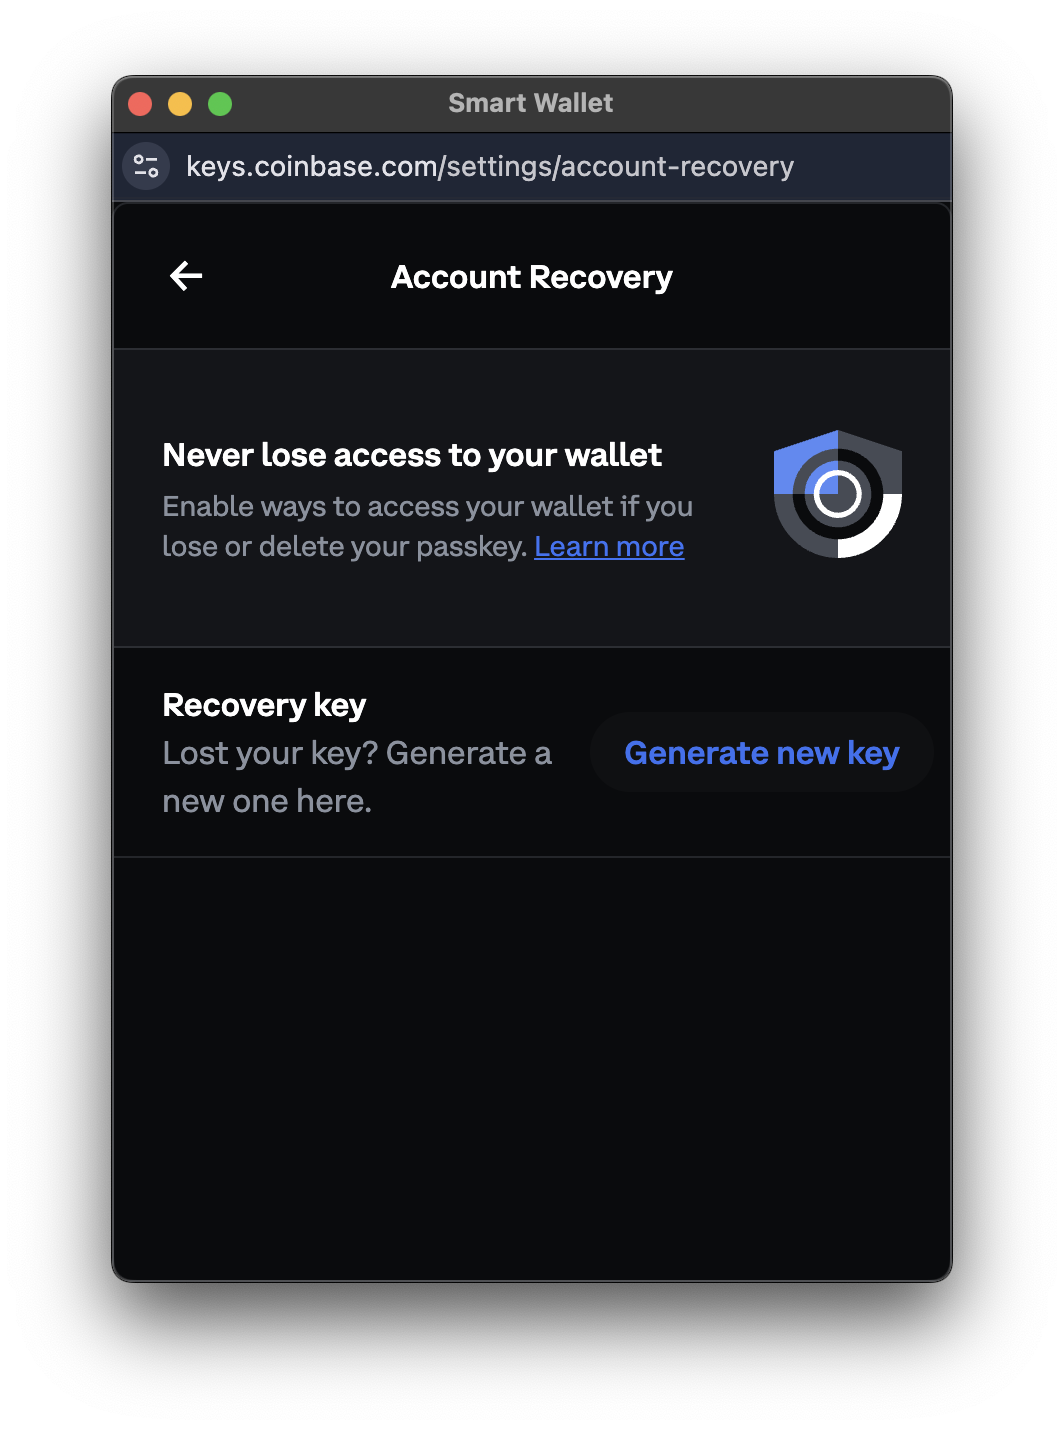 Smart Wallet
keys.coinbase.com/settings/account-recovery
Account Recovery
Never lose access to your wallet
Enable ways to access your wallet if you
lose or delete your passkey. Learn more
Recovery key
Lost your key? Generate a
new one here.
Generate new key